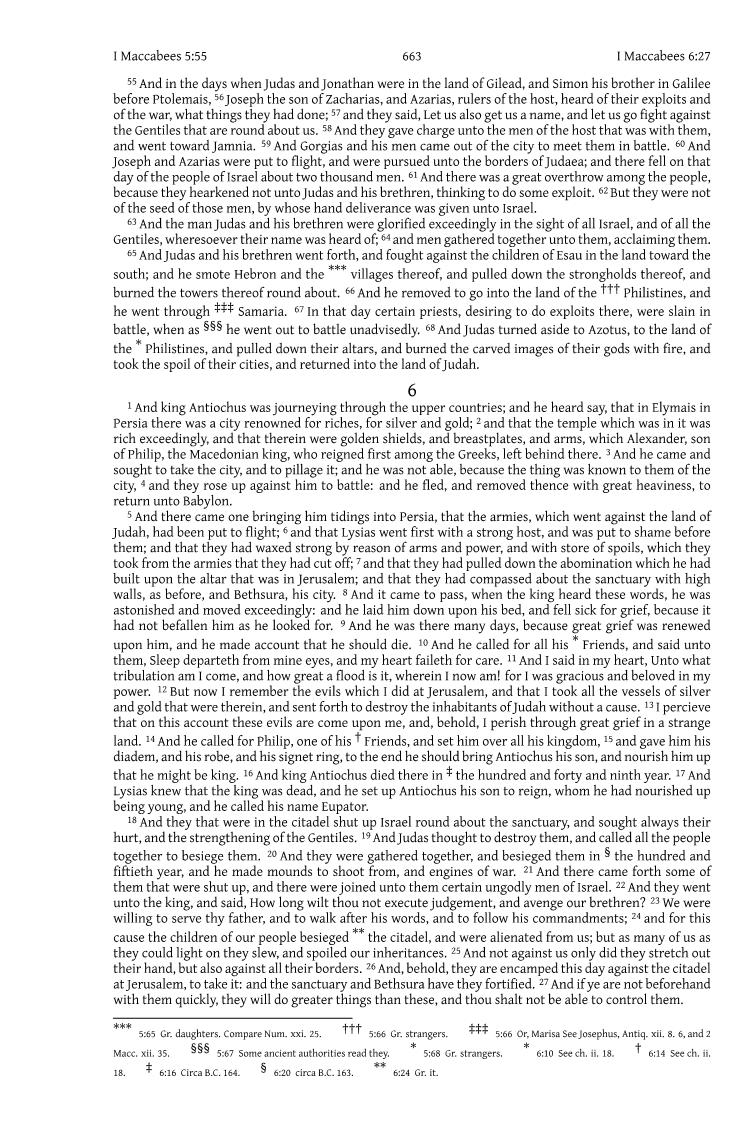 I Maccabees 5:55 663 I Maccabees 6:27
55 And in the days when Judas and Jonathan were in the land of Gilead, and Simon his brother in Galilee
before Ptolemais, 56 Joseph the son of Zacharias, and Azarias, rulers of the host, heard of their exploits and
of the war, what things they had done; 57 and they said, Let us also get us a name, and let us go fight against
the Gentiles that are round about us. 58 And they gave charge unto the men of the host that was with them,
and went toward Jamnia. 59 And Gorgias and his men came out of the city to meet them in battle. 60 And
Joseph and Azarias were put to flight, and were pursued unto the borders of Judaea; and there fell on that
day of the people of Israel about two thousand men. 61 And there was a great overthrow among the people,
because they hearkened not unto Judas and his brethren, thinking to do some exploit. 62 But they were not
of the seed of those men, by whose hand deliverance was given unto Israel.
63 And the man Judas and his brethren were glorified exceedingly in the sight of all Israel, and of all the
Gentiles, wheresoever their name was heard of; 64 and men gathered together unto them, acclaiming them.
65 And Judas and his brethren went forth, and fought against the children of Esau in the land toward the
south; and he smote Hebron and the *** villages thereof, and pulled down the strongholds thereof, and
burned the towers thereof round about. 66 And he removed to go into the land of the ††† Philistines, and
he went through ‡‡‡ Samaria. 67 In that day certain priests, desiring to do exploits there, were slain in
battle, when as §§§ he went out to battle unadvisedly. 68 And Judas turned aside to Azotus, to the land of
the * Philistines, and pulled down their altars, and burned the carved images of their gods with fire, and
took the spoil of their cities, and returned into the land of Judah.
6
1 And king Antiochus was journeying through the upper countries; and he heard say, that in Elymais in
Persia there was a city renowned for riches, for silver and gold; 2 and that the temple which was in it was
rich exceedingly, and that therein were golden shields, and breastplates, and arms, which Alexander, son
of Philip, the Macedonian king, who reigned first among the Greeks, left behind there. 3 And he came and
sought to take the city, and to pillage it; and he was not able, because the thing was known to them of the
city, 4 and they rose up against him to battle: and he fled, and removed thence with great heaviness, to
return unto Babylon.
5 And there came one bringing him tidings into Persia, that the armies, which went against the land of
Judah, had been put to flight; 6 and that Lysias went first with a strong host, and was put to shame before
them; and that they had waxed strong by reason of arms and power, and with store of spoils, which they
took from the armies that they had cut off; 7 and that they had pulled down the abomination which he had
built upon the altar that was in Jerusalem; and that they had compassed about the sanctuary with high
walls, as before, and Bethsura, his city. 8 And it came to pass, when the king heard these words, he was
astonished and moved exceedingly: and he laid him down upon his bed, and fell sick for grief, because it
had not befallen him as he looked for. 9 And he was there many days, because great grief was renewed
upon him, and he made account that he should die. 10 And he called for all his * Friends, and said unto
them, Sleep departeth from mine eyes, and my heart faileth for care. 11 And I said in my heart, Unto what
tribulation am I come, and how great a flood is it, wherein I now am! for I was gracious and beloved in my
power. 12 But now I remember the evils which I did at Jerusalem, and that I took all the vessels of silver
and gold that were therein, and sent forth to destroy the inhabitants of Judah without a cause. 13 I percieve
that on this account these evils are come upon me, and, behold, I perish through great grief in a strange
land. 14 And he called for Philip, one of his † Friends, and set him over all his kingdom, 15 and gave him his
diadem, and his robe, and his signet ring, to the end he should bring Antiochus his son, and nourish him up
that he might be king. 16 And king Antiochus died there in ‡ the hundred and forty and ninth year. 17 And
Lysias knew that the king was dead, and he set up Antiochus his son to reign, whom he had nourished up
being young, and he called his name Eupator.
18 And they that were in the citadel shut up Israel round about the sanctuary, and sought always their
hurt, and the strengthening of the Gentiles. 19 And Judas thought to destroy them, and called all the people
together to besiege them. 20 And they were gathered together, and besieged them in § the hundred and
fiftieth year, and he made mounds to shoot from, and engines of war. 21 And there came forth some of
them that were shut up, and there were joined unto them certain ungodly men of Israel. 22 And they went
unto the king, and said, How long wilt thou not execute judgement, and avenge our brethren? 23 We were
willing to serve thy father, and to walk after his words, and to follow his commandments; 24 and for this
cause the children of our people besieged ** the citadel, and were alienated from us; but as many of us as
they could light on they slew, and spoiled our inheritances. 25 And not against us only did they stretch out
their hand, but also against all their borders. 26 And, behold, they are encamped this day against the citadel
at Jerusalem, to take it: and the sanctuary and Bethsura have they fortified. 27 And if ye are not beforehand
with them quickly, they will do greater things than these, and thou shalt not be able to control them.
*** 5:65 Gr. daughters. Compare Num. xxi. 25. ††† 5:66 Gr. strangers. ‡‡‡ 5:66 Or, Marisa See Josephus, Antiq. xii. 8. 6, and 2
Macc. xii. 35. §§§ 5:67 Some ancient authorities read they. * 5:68 Gr. strangers. * 6:10 See ch. ii. 18. † 6:14 See ch. ii.
18. ‡ 6:16 Circa B.C. 164. § 6:20 circa B.C. 163. ** 6:24 Gr. it.